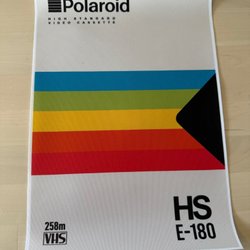 Polaroid
HIGH STANDARD
VIDEO CASSETTE
HS
E-180
258m
VHS